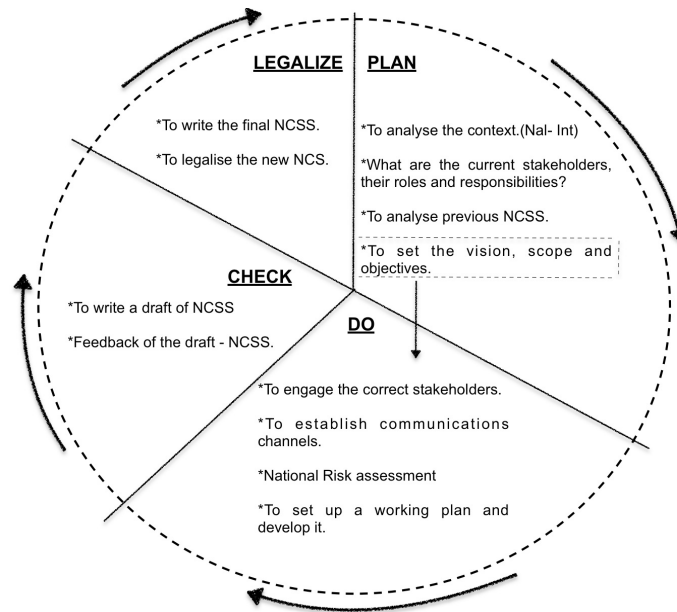 LEGALIZE
*To write the final NCSS.
*To legalise the new NCS.
PLAN
*To analyse the context.(Nal- Int)
*What are the current stakeholders,
their roles and responsibilities?
*To analyse previous NCSS.
*To set the vision, scope and
objectives.
DO
*To engage the correct stakeholders.
*To establish communications
channels.
*National Risk assessment
*To set up a working plan and
develop it.
CHECK
*To write a draft of NCSS
*Feedback of the draft - NCSS.